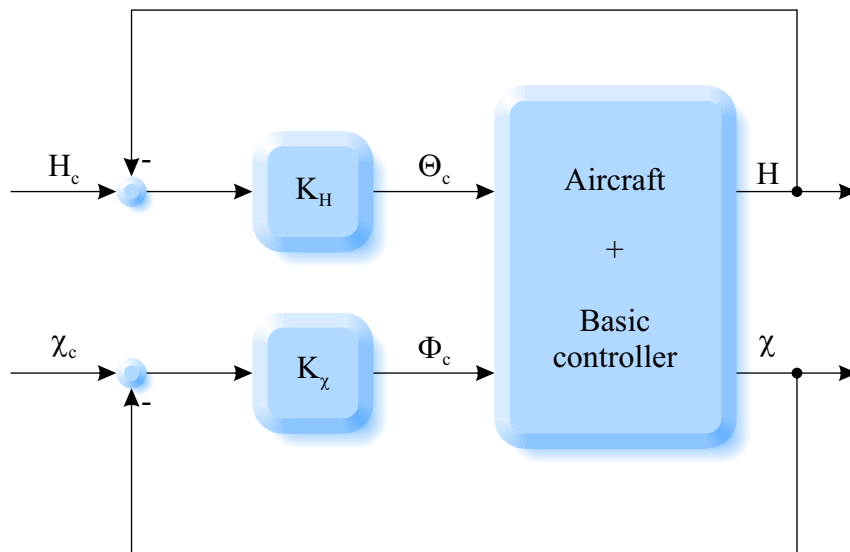 -
H_c
K_H
Θ_c
Aircraft
H
+
χ_c
-
K_χ
Φ_c
Basic
controller
χ